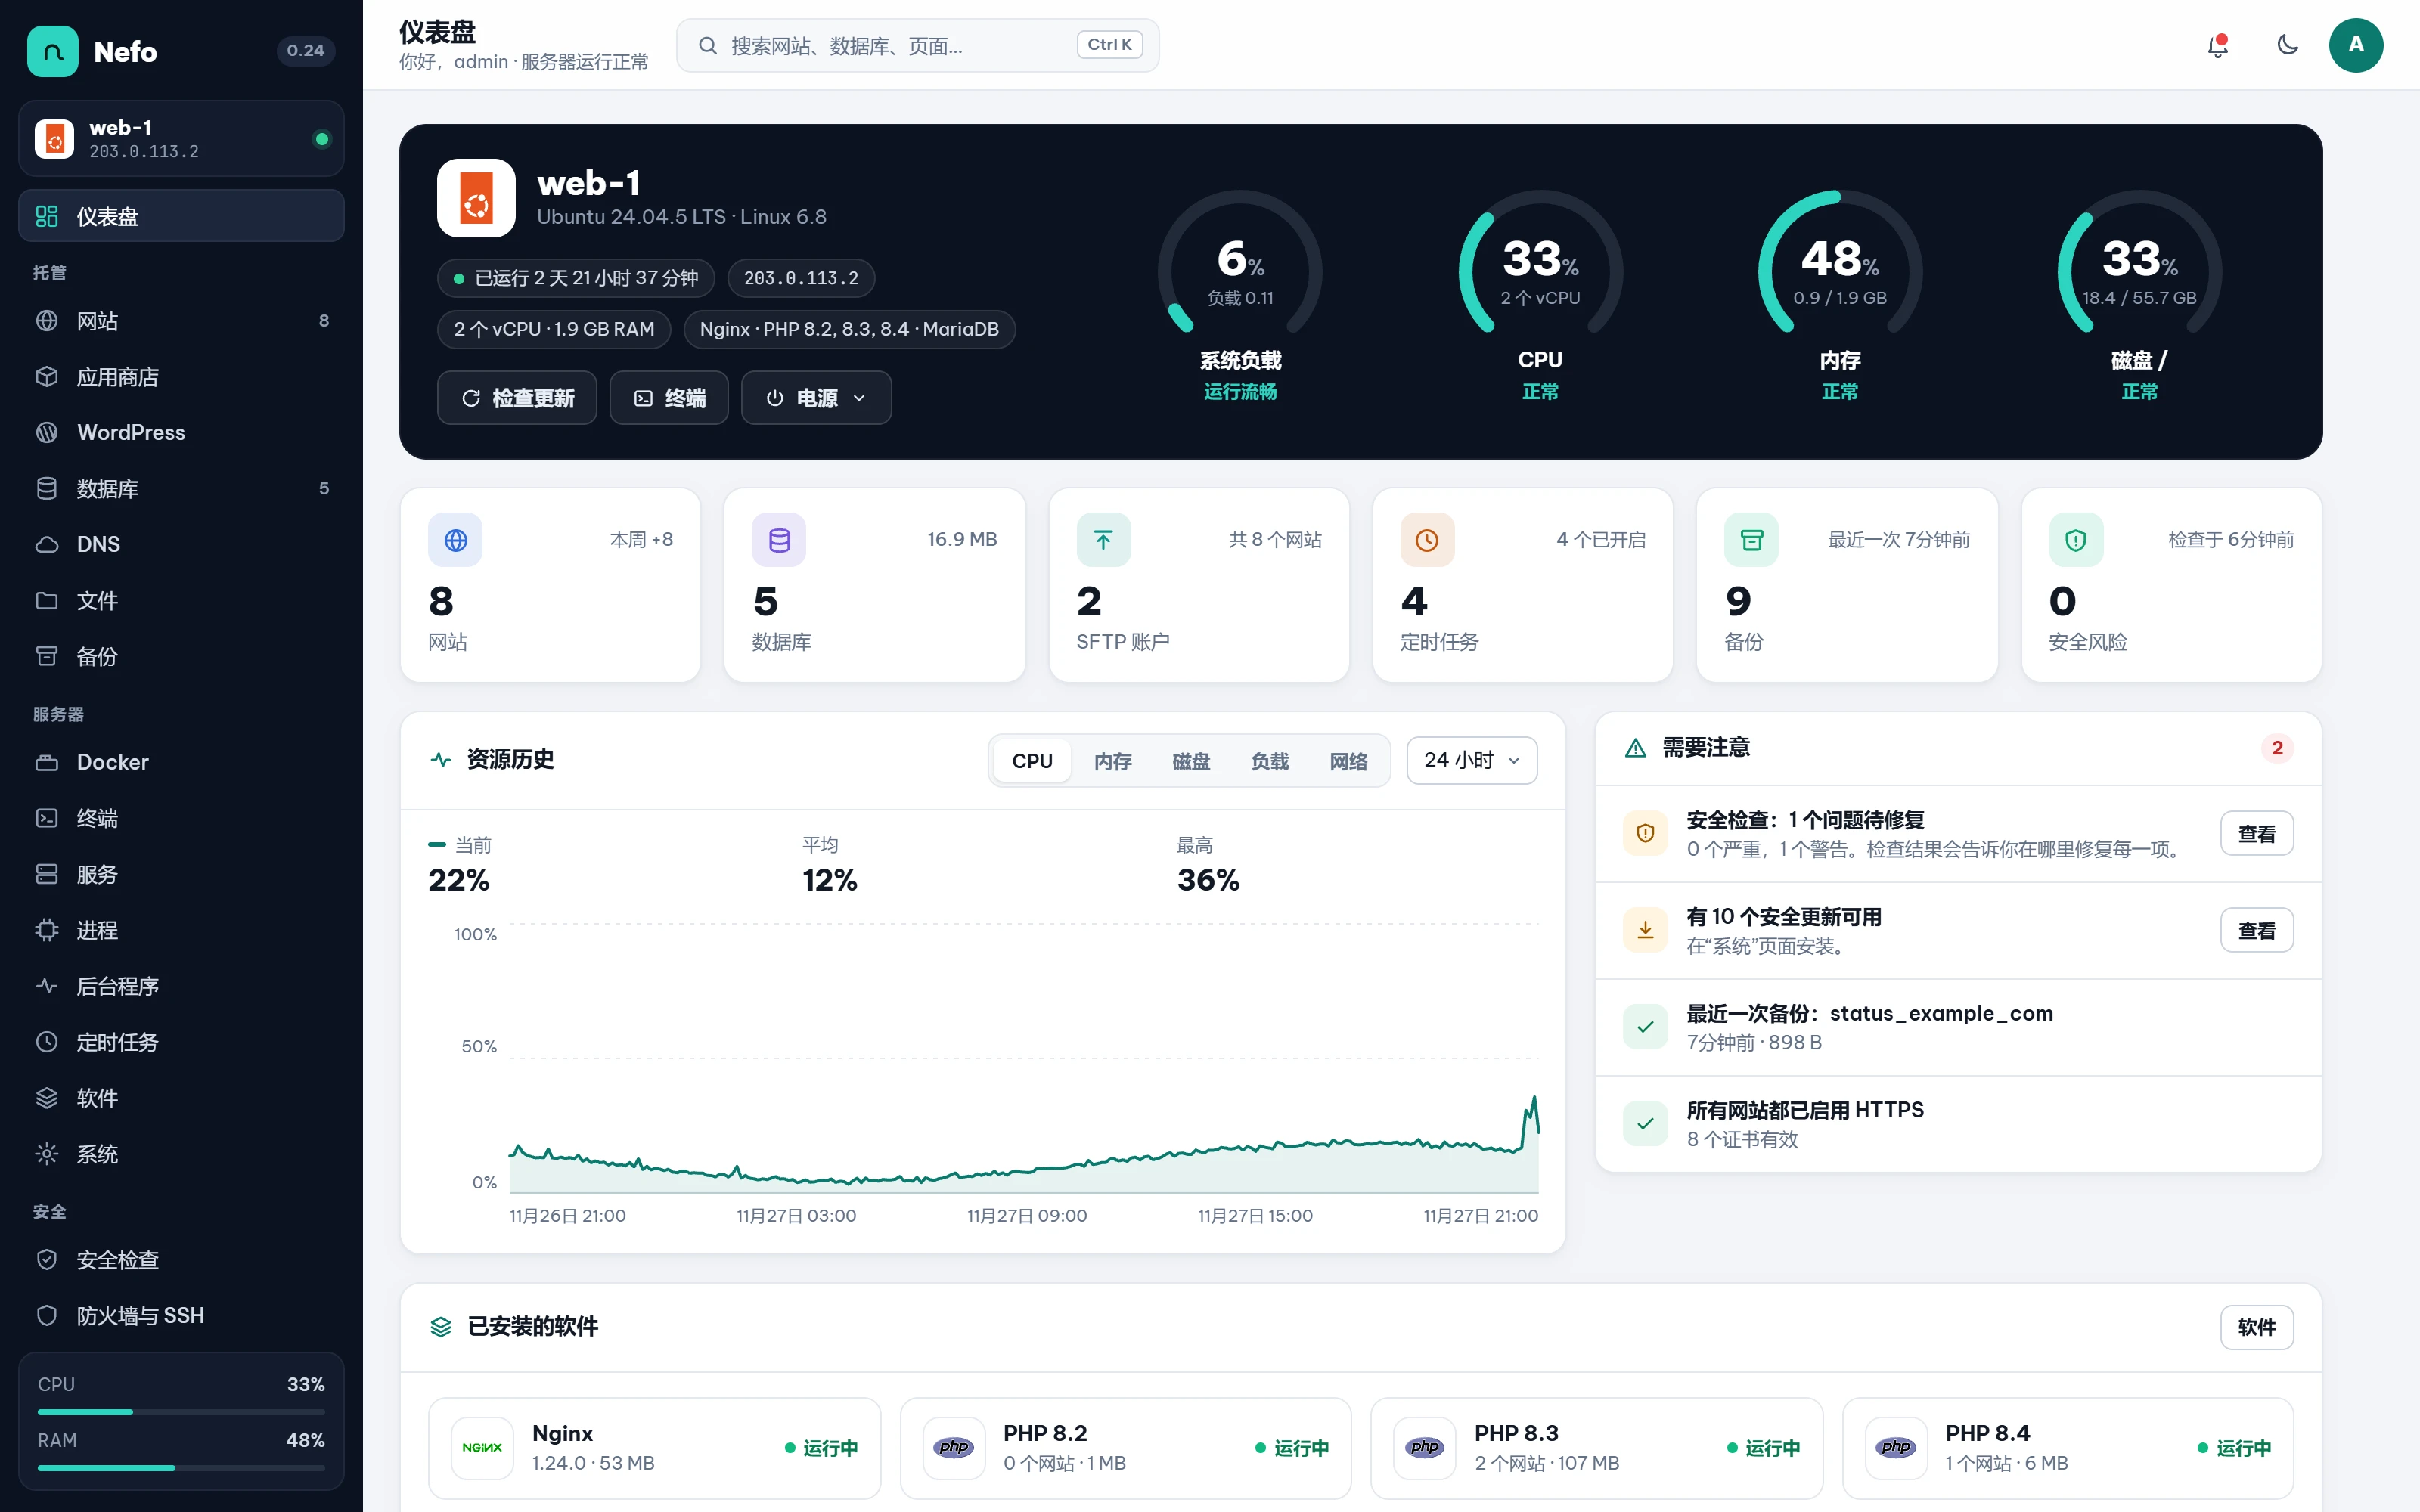 Nefo
0.24
web-1
203.0.113.2
仪表盘
托管
网站 8
应用商店
WordPress
数据库 5
DNS
文件
备份
服务器
Docker
终端
服务
进程
后台程序
定时任务
软件
系统
安全
安全检查
防火墙与 SSH
CPU 33%
RAM 48%
仪表盘
你好，admin · 服务器运行正常
搜索网站、数据库、页面...
Ctrl K
A
web-1
Ubuntu 24.04.5 LTS · Linux 6.8
已运行 2 天 21 小时 37 分钟
203.0.113.2
2 个 vCPU · 1.9 GB RAM
Nginx · PHP 8.2, 8.3, 8.4 · MariaDB
检查更新
终端
电源
6%
负载 0.11
系统负载
运行流畅
33%
2 个 vCPU
CPU
正常
48%
0.9 / 1.9 GB
内存
正常
33%
18.4 / 55.7 GB
磁盘 /
正常
本周 +8
8
网站
16.9 MB
5
数据库
共 8 个网站
2
SFTP 账户
4 个已开启
4
定时任务
最近一次 7分钟前
9
备份
检查于 6分钟前
0
安全风险
资源历史
CPU
内存
磁盘
负载
网络
24 小时
当前
22%
平均
12%
最高
36%
100%
50%
0%
11月26日 21:00
11月27日 03:00
11月27日 09:00
11月27日 15:00
11月27日 21:00
需要注意
2
安全检查：1 个问题待修复
0 个严重，1 个警告。检查结果会告诉你在哪里修复每一项。
查看
有 10 个安全更新可用
在“系统”页面安装。
查看
最近一次备份：status_example_com
7分钟前 · 898 B
所有网站都已启用 HTTPS
8 个证书有效
已安装的软件
软件
NGINX
Nginx
1.24.0 · 53 MB
运行中
php
PHP 8.2
0 个网站 · 1 MB
运行中
php
PHP 8.3
2 个网站 · 107 MB
运行中
php
PHP 8.4
1 个网站 · 6 MB
运行中